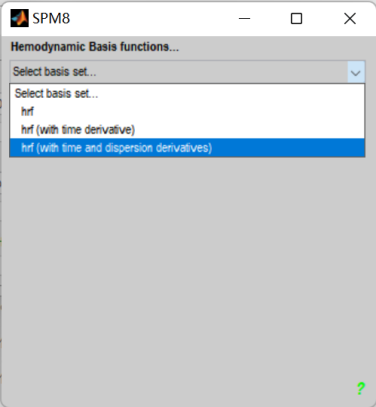 SPM8
Hemodynamic Basis functions...
Select basis set...
Select basis set...
hrf
hrf (with time derivative)
hrf (with time and dispersion derivatives)
?